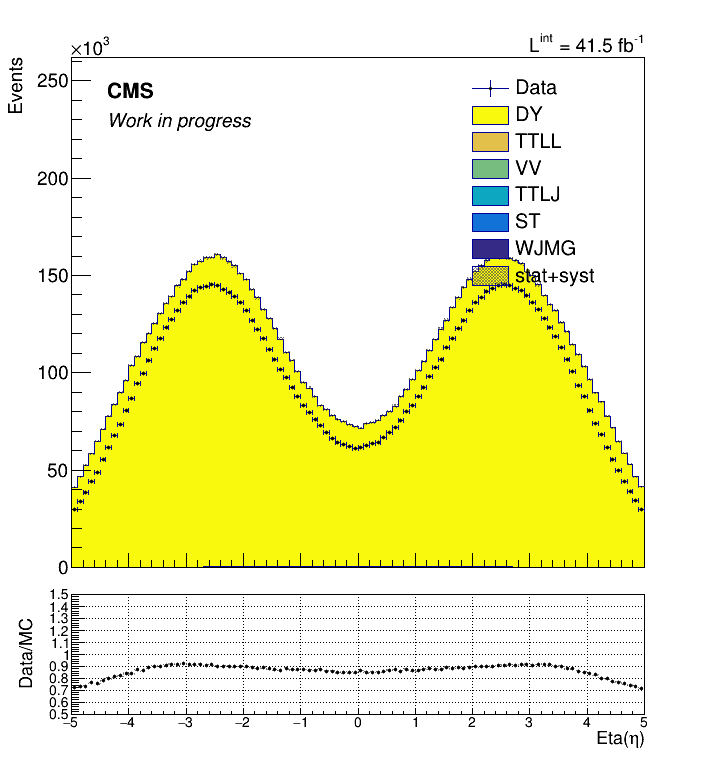 ×10³
L^int = 41.5 fb⁻¹
Events
250
200
150
100
50
0
CMS
Work in progress
Data
DY
TTLL
VV
TTLJ
ST
WJMG
stat+syst
Data/MC
1.5
1.4
1.3
1.2
1.1
1
0.9
0.8
0.7
0.6
0.5
−5 −4 −3 −2 −1 0 1 2 3 4 5
Eta(η)